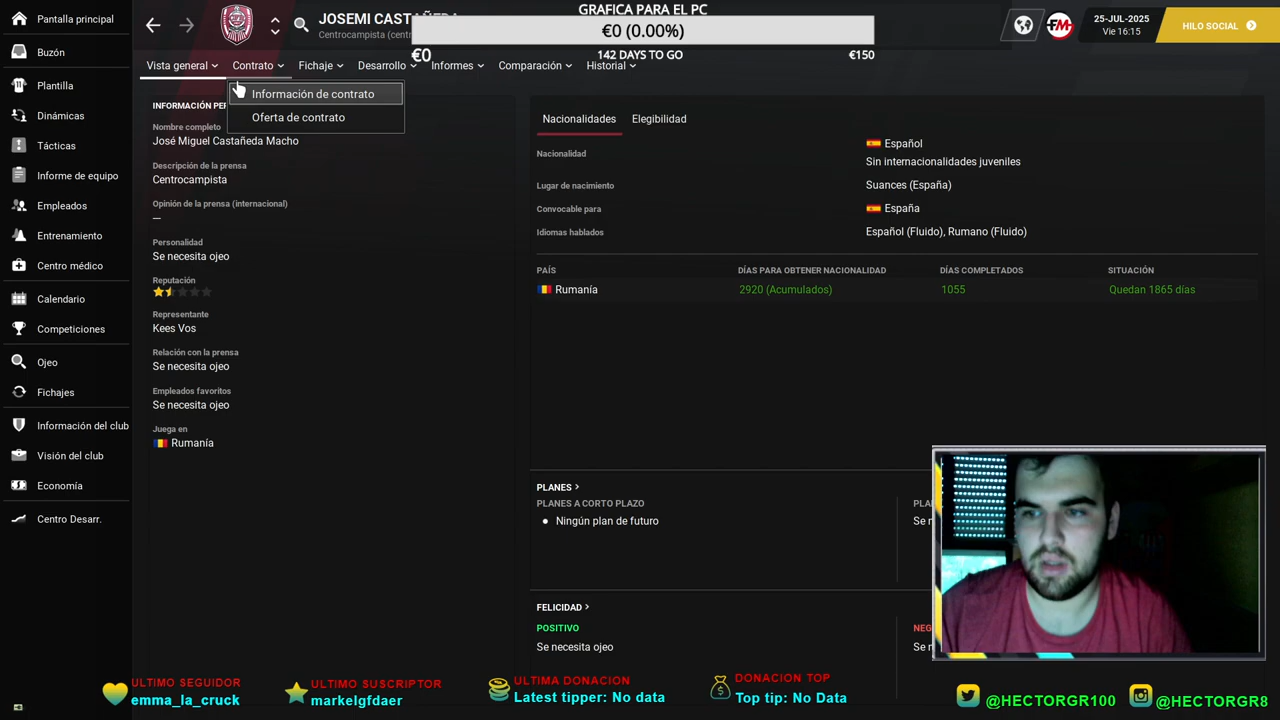 Pantalla principal
Buzón
Plantilla
Dinámicas
Tácticas
Informe de equipo
Empleados
Entrenamiento
Centro médico
Calendario
Competiciones
Ojeo
Fichajes
Información del club
Visión del club
Economía
Centro Desarr.
JOSEMI CASTAÑEDA
Centrocampista (centr
GRAFICA PARA EL PC
€0 (0.00%)
€0
142 DAYS TO GO
€150
FM
25-JUL-2025
Vie 16:15
HILO SOCIAL
Vista general
Contrato
Fichaje
Desarrollo
Informes
Comparación
Historial
Información de contrato
Oferta de contrato
INFORMACIÓN PER
Nombre completo
José Miguel Castañeda Macho
Descripción de la prensa
Centrocampista
Opinión de la prensa (internacional)
—
Personalidad
Se necesita ojeo
Reputación
Representante
Kees Vos
Relación con la prensa
Se necesita ojeo
Empleados favoritos
Se necesita ojeo
Juega en
Rumanía
Nacionalidades
Elegibilidad
Nacionalidad
Español
Sin internacionalidades juveniles
Lugar de nacimiento
Suances (España)
Convocable para
España
Idiomas hablados
Español (Fluido), Rumano (Fluido)
PAÍS
DÍAS PARA OBTENER NACIONALIDAD
DÍAS COMPLETADOS
SITUACIÓN
Rumanía
2920 (Acumulados)
1055
Quedan 1865 días
PLANES >
PLANES A CORTO PLAZO
Ningún plan de futuro
PLA
Se n
FELICIDAD >
POSITIVO
Se necesita ojeo
NEG
Se n
ULTIMO SEGUIDOR
emma_la_cruck
ULTIMO SUSCRIPTOR
markelgfdaer
ULTIMA DONACION
Latest tipper: No data
DONACION TOP
Top tip: No Data
@HECTORGR100
@HECTORGR8